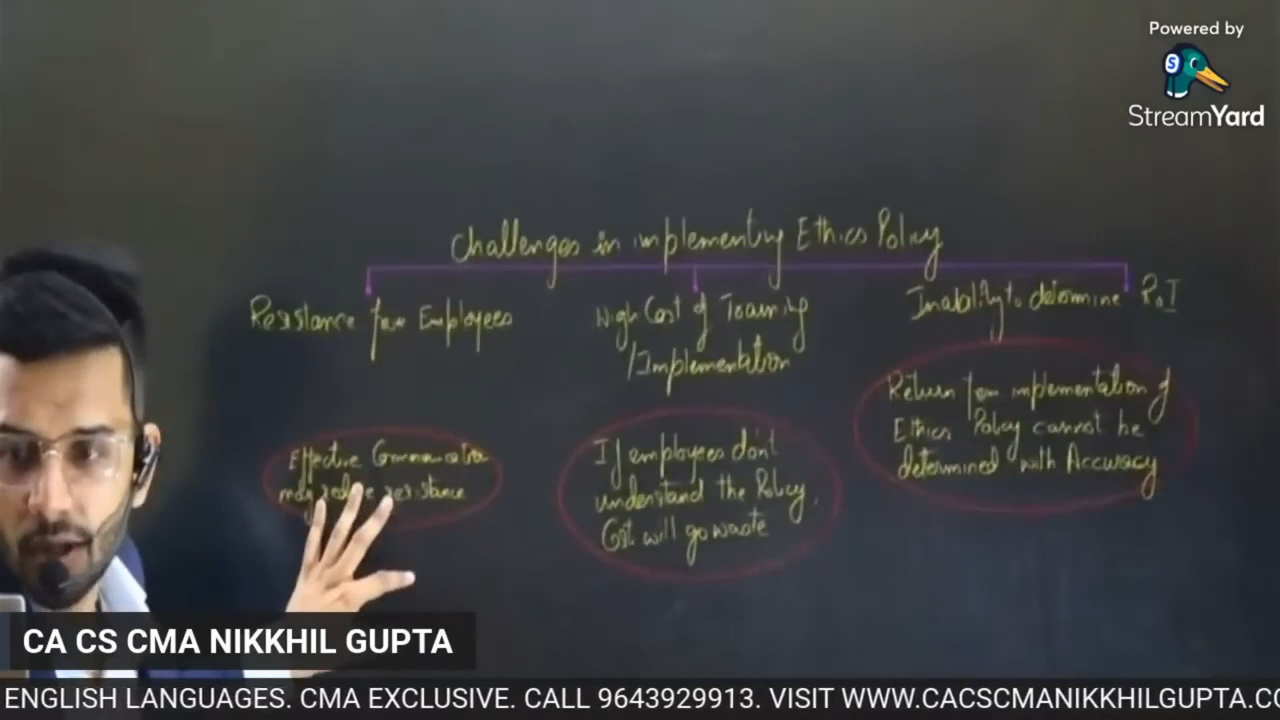 Powered by
StreamYard
Challenges in implementing Ethics Policy
Resistance from Employees
High Cost of Training
/Implementation
Inability to determine RoI
Effective Communication
may reduce resistance
If employees don't
understand the Policy,
Cost will go waste
Return from implementation of
Ethics Policy cannot be
determined with Accuracy
CA CS CMA NIKKHIL GUPTA
ENGLISH LANGUAGES. CMA EXCLUSIVE. CALL 9643929913. VISIT WWW.CACSCMANIKKHILGUPTA.CO